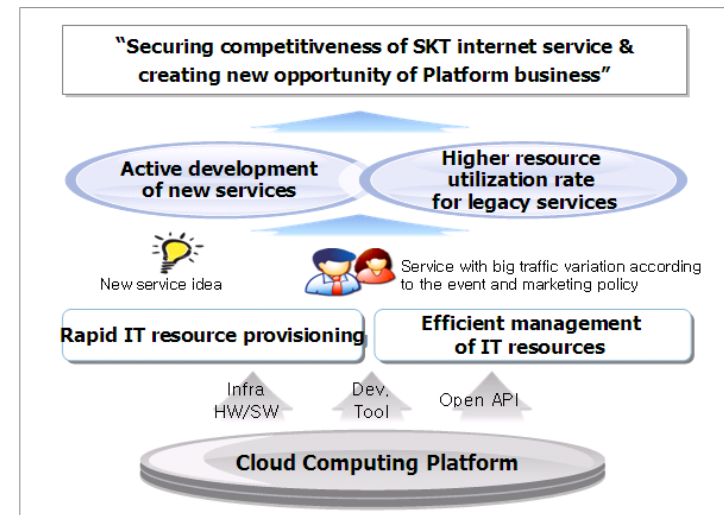 “Securing competitiveness of SKT internet service &
creating new opportunity of Platform business”
Active development
of new services
Higher resource
utilization rate
for legacy services
New service idea
Service with big traffic variation according
to the event and marketing policy
Rapid IT resource provisioning
Efficient management
of IT resources
Infra
HW/SW
Dev.
Tool
Open API
Cloud Computing Platform